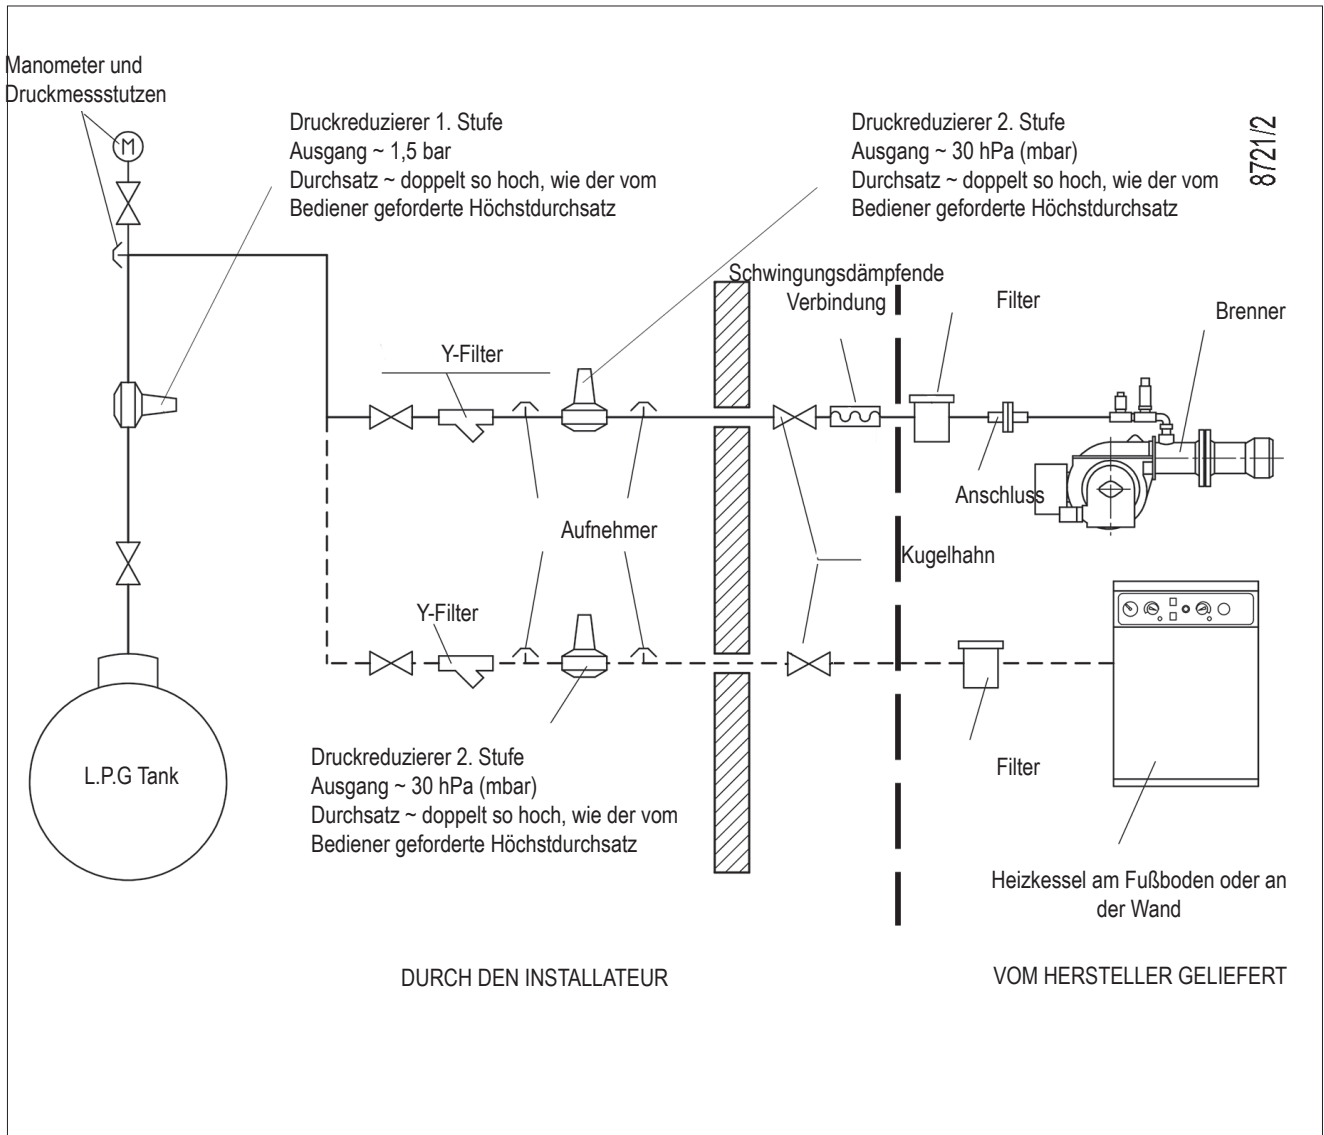 Manometer und
Druckmessstutzen
M
Druckreduzierer 1. Stufe
Ausgang ~ 1,5 bar
Durchsatz ~ doppelt so hoch, wie der vom
Bediener geforderte Höchstdurchsatz
Druckreduzierer 2. Stufe
Ausgang ~ 30 hPa (mbar)
Durchsatz ~ doppelt so hoch, wie der vom
Bediener geforderte Höchstdurchsatz
8721/2
Schwingungsdämpfende
Verbindung
Filter
Brenner
Y-Filter
Anschluss
Aufnehmer
Kugelhahn
Y-Filter
L.P.G Tank
Druckreduzierer 2. Stufe
Ausgang ~ 30 hPa (mbar)
Durchsatz ~ doppelt so hoch, wie der vom
Bediener geforderte Höchstdurchsatz
Filter
Heizkessel am Fußboden oder an
der Wand
DURCH DEN INSTALLATEUR
VOM HERSTELLER GELIEFERT